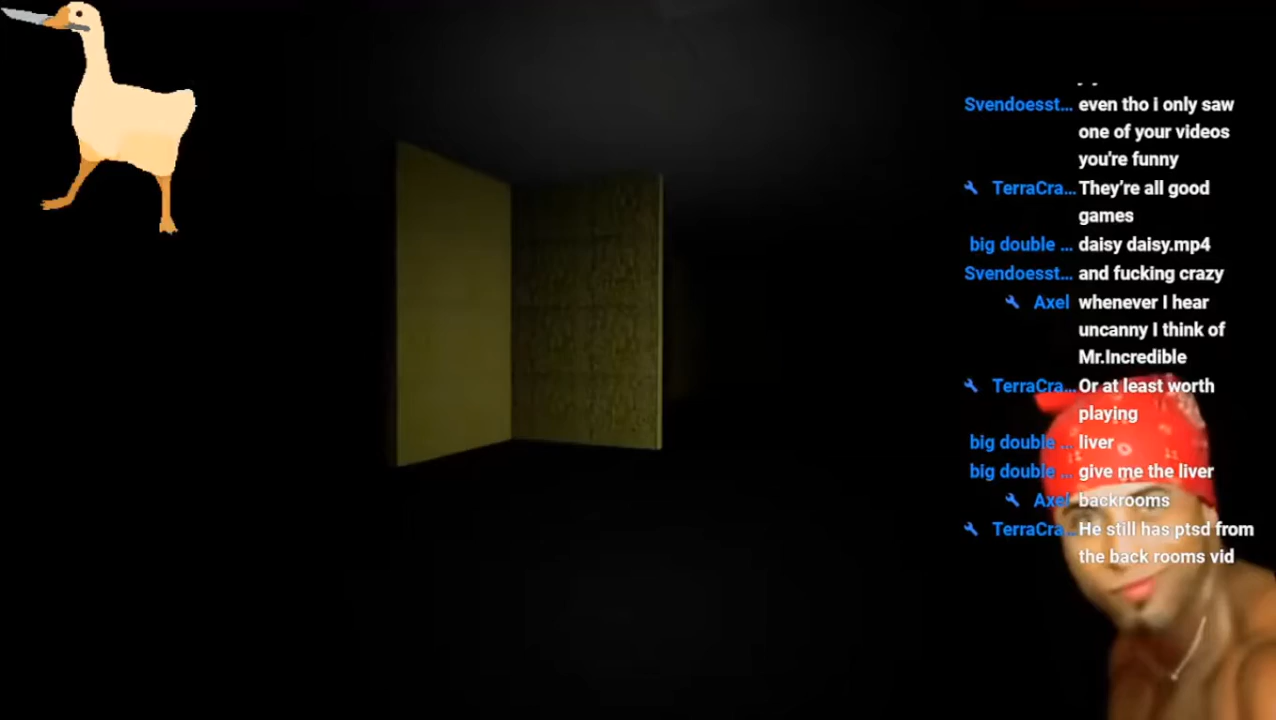 Svendoesst... even tho i only saw
one of your videos
you're funny
TerraCra... They're all good
games
big double ... daisy daisy.mp4
Svendoesst... and fucking crazy
Axel whenever I hear
uncanny I think of
Mr.Incredible
TerraCra... Or at least worth
playing
big double ... liver
big double ... give me the liver
Axel backrooms
TerraCra... He still has ptsd from
the back rooms vid